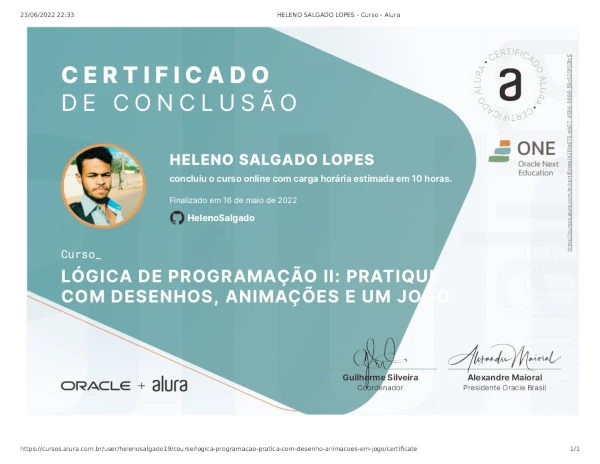 23/06/2022 22:33
HELENO SALGADO LOPES - Curso - Alura
CERTIFICADO
DE CONCLUSÃO
a
CERTIFICADO ALURA • CERTIFICADO ALURA •
ONE
Oracle Next
Education
HELENO SALGADO LOPES
concluiu o curso online com carga horária estimada em 10 horas.
Finalizado em 16 de maio de 2022
HelenoSalgado
Curso_
LÓGICA DE PROGRAMAÇÃO II: PRATIQUE
COM DESENHOS, ANIMAÇÕES E UM JOGO
ORACLE + alura
Guilherme Silveira
Coordenador
Alexandre Maioral
Presidente Oracle Brasil
https://cursos.alura.com.br/user/helenosalgado19/course/logica-programacao-pratica-com-desenho-animacoes-em-jogo/certificate
1/1